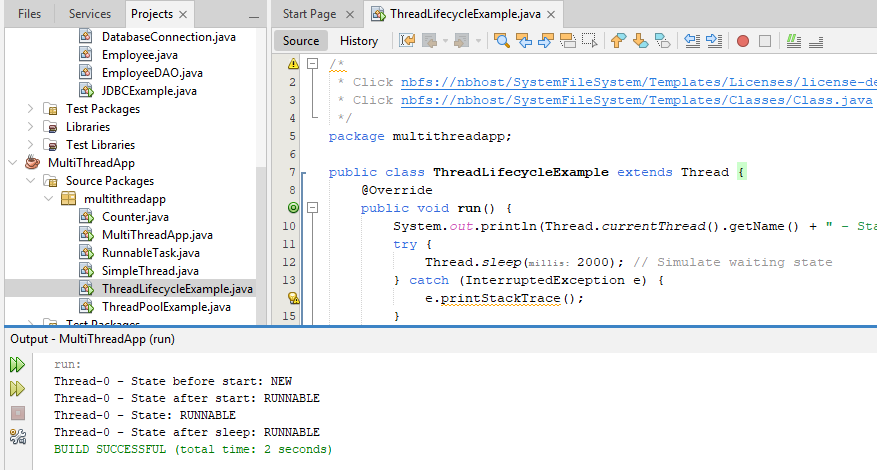 Files Services Projects
DatabaseConnection.java
Employee.java
EmployeeDAO.java
JDBCExample.java
Test Packages
Libraries
Test Libraries
MultiThreadApp
Source Packages
multithreadapp
Counter.java
MultiThreadApp.java
RunnableTask.java
SimpleThread.java
ThreadLifecycleExample.java
ThreadPoolExample.java
Test Packages
Start Page ThreadLifecycleExample.java
Source History
/*
2 * Click nbfs://nbhost/SystemFileSystem/Templates/Licenses/license-de
3 * Click nbfs://nbhost/SystemFileSystem/Templates/Classes/Class.java
4 */
5 package multithreadapp;
6
7 public class ThreadLifecycleExample extends Thread {
8 @Override
public void run() {
10 System.out.println(Thread.currentThread().getName() + " - Sta
11 try {
12 Thread.sleep(millis: 2000); // Simulate waiting state
13 } catch (InterruptedException e) {
e.printStackTrace();
15 }
Output - MultiThreadApp (run)
run:
Thread-0 - State before start: NEW
Thread-0 - State after start: RUNNABLE
Thread-0 - State: RUNNABLE
Thread-0 - State after sleep: RUNNABLE
BUILD SUCCESSFUL (total time: 2 seconds)